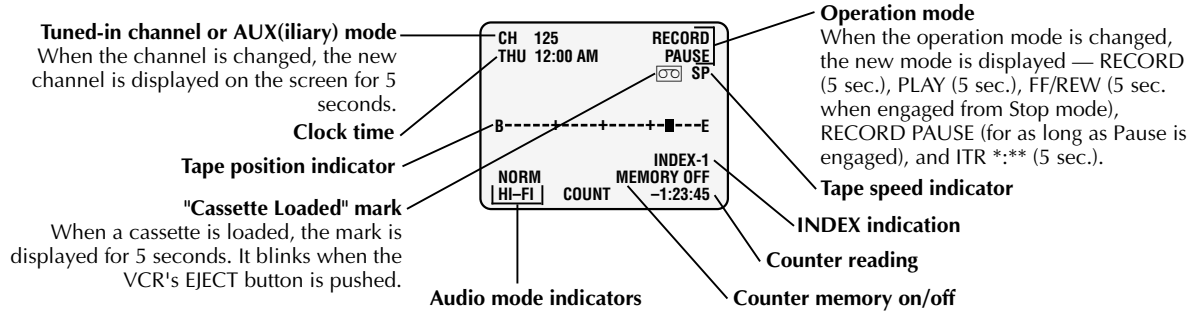 Tuned-in channel or AUX(iliary) mode
When the channel is changed, the new
channel is displayed on the screen for 5
seconds.
Clock time
Tape position indicator
"Cassette Loaded" mark
When a cassette is loaded, the mark is
displayed for 5 seconds. It blinks when the
VCR's EJECT button is pushed.
CH 125 RECORD
THU 12:00 AM PAUSE
SP
B----+----+----+-■---E
INDEX-1
NORM MEMORY OFF
HI–FI COUNT –1:23:45
Audio mode indicators
Operation mode
When the operation mode is changed,
the new mode is displayed — RECORD
(5 sec.), PLAY (5 sec.), FF/REW (5 sec.
when engaged from Stop mode),
RECORD PAUSE (for as long as Pause is
engaged), and ITR *:** (5 sec.).
Tape speed indicator
INDEX indication
Counter reading
Counter memory on/off